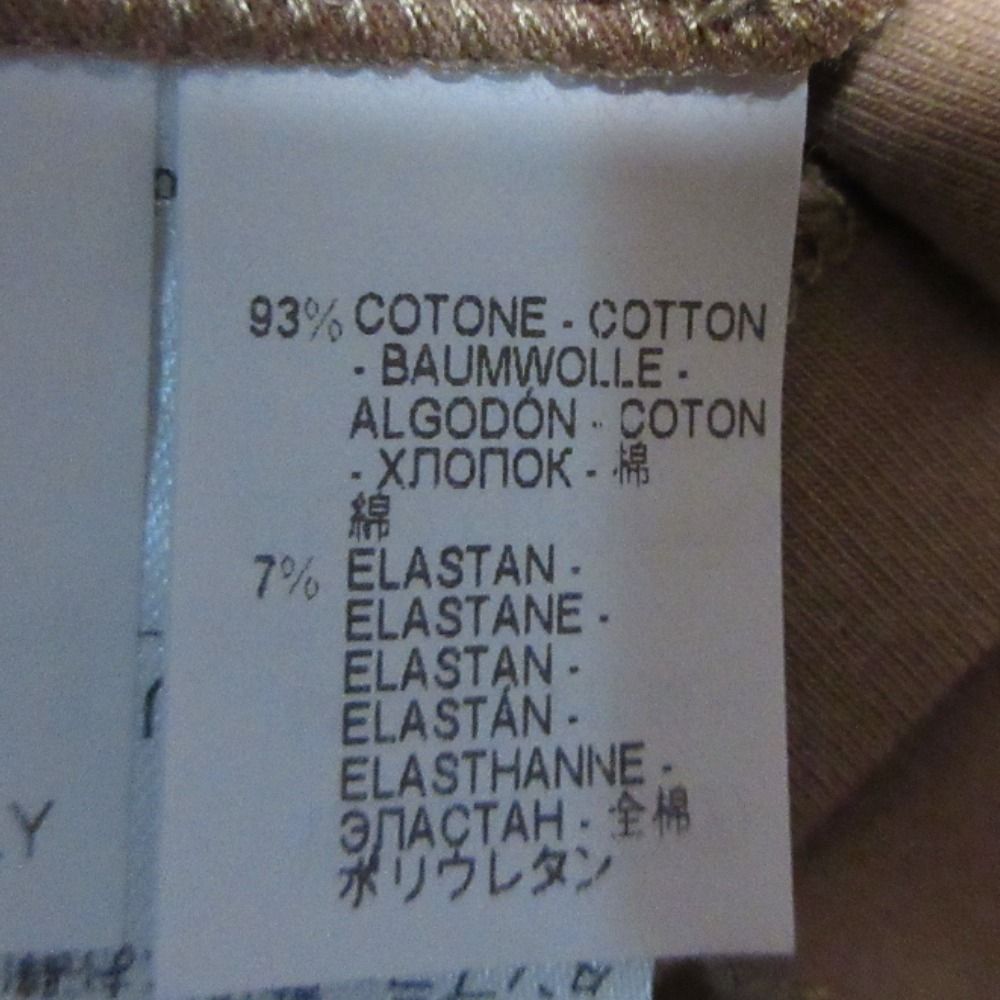 93% COTONE - COTTON
- BAUMWOLLE -
ALGODÓN - COTON
- ХЛОПОК - 棉
綿
7% ELASTAN -
ELASTANE -
ELASTAN -
ELASTÁN -
ELASTHANNE -
ЭЛАСТАН - 全棉
ポリウレタン
LY